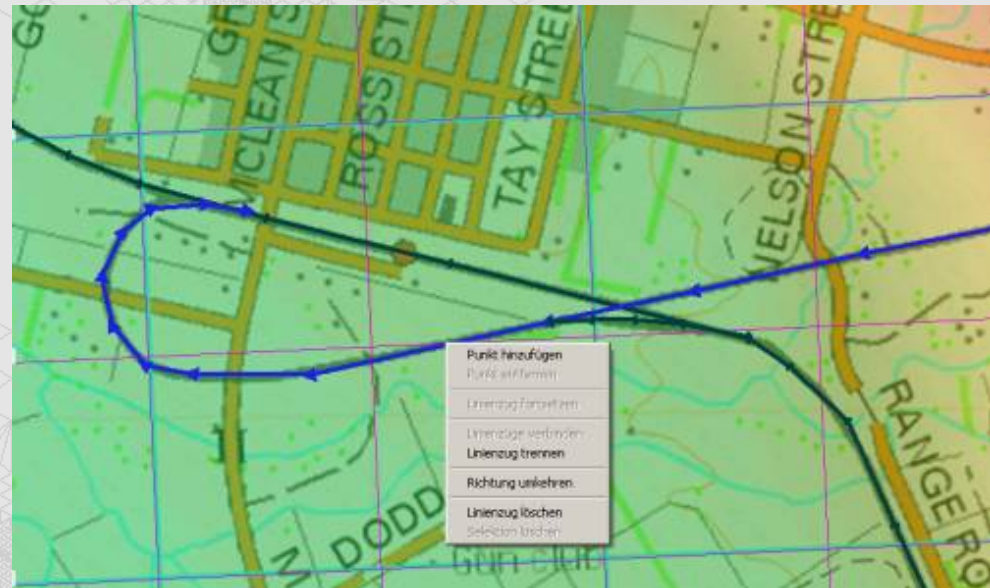 MCLEAN S
ROSS ST
TAY STREE
NELSON STRE
Punkt hinzufügen
Punkt entfernen
Linienzug fortsetzen
Linienzüge verbinden
Linienzug trennen
Richtung umkehren
Linienzug löschen
Selektion löschen
RANGE RO
DODD
M